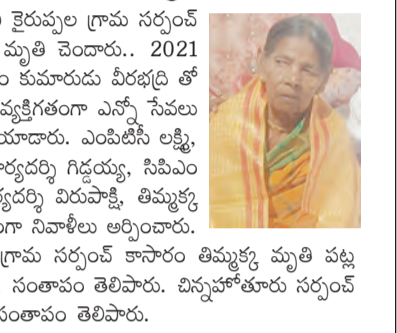 కైరుప్పల గ్రామ సర్పంచ్
మృతి చెందారు.. 2021
కుమారుడు వీరభద్రి తో
వ్యక్తిగతంగా ఎన్నో సేవలు
యాడారు. ఎంపిటిసీ లక్ష్మి,
ర్యదర్శి గిడ్డయ్య, సిపిఎం
ర్యదర్శి విరుపాక్షి, తిమ్మక్క
గా నివాళీలు అర్పించారు.
గ్రామ సర్పంచ్ కాసారం తిమ్మక్క మృతి పట్ల
సంతాపం తెలిపారు. చిన్నహోతూరు సర్పంచ్
సంతాపం తెలిపారు.